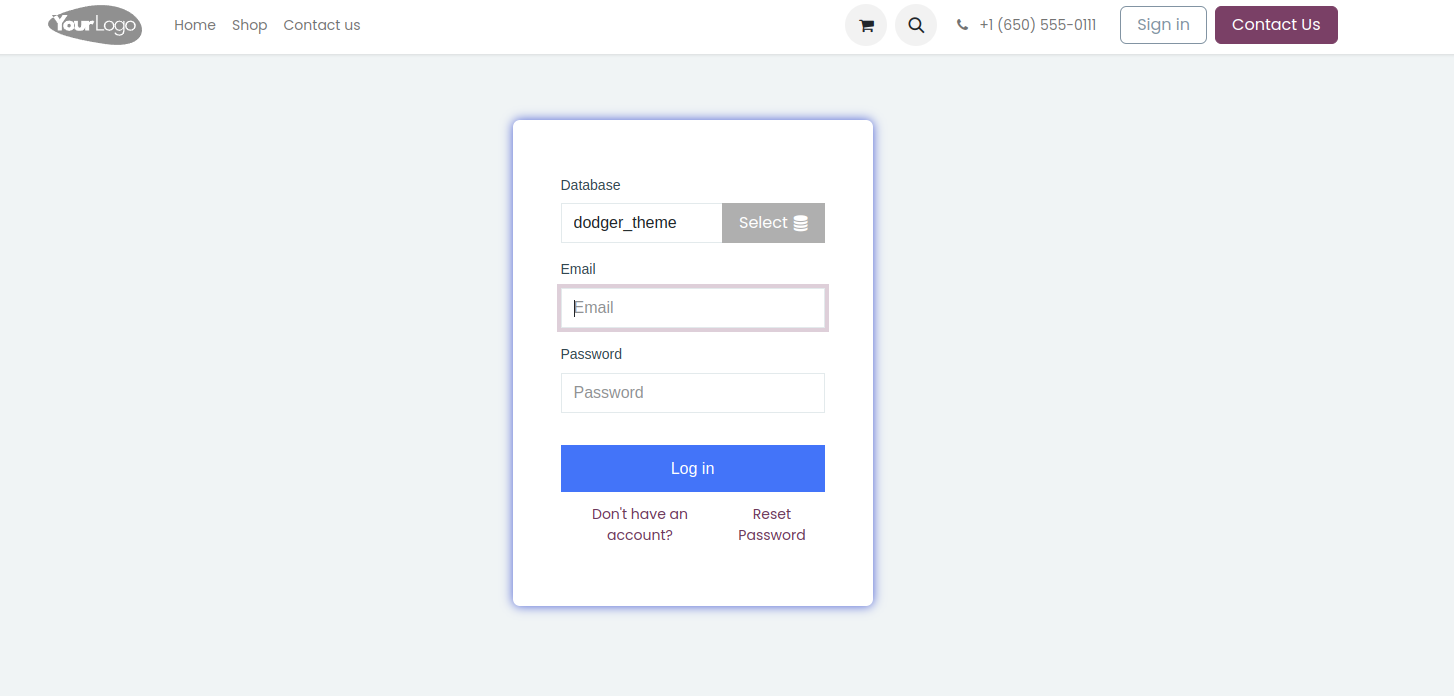 YourLogo
Home Shop Contact us
+1 (650) 555-0111
Sign in
Contact Us
Database
dodger_theme Select
Email
Email
Password
Password
Log in
Don't have an
account?
Reset
Password